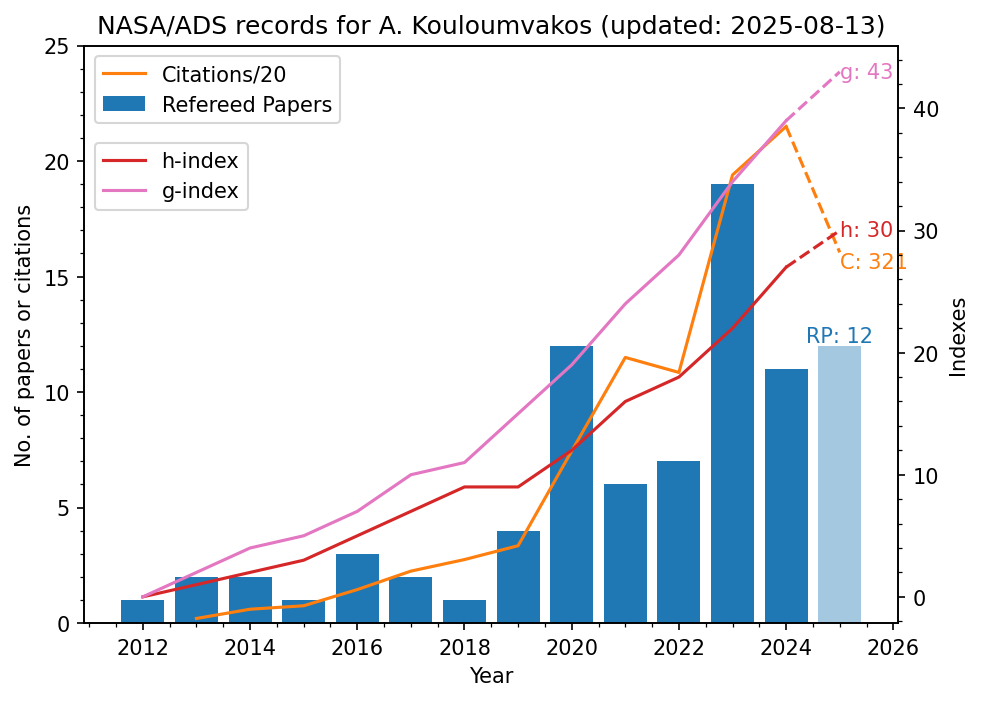 NASA/ADS records for A. Kouloumvakos (updated: 2025-08-13)
Citations/20
Refereed Papers
h-index
g-index
g: 43
h: 30
C: 321
RP: 12
No. of papers or citations
25
20
15
10
5
0
Indexes
40
30
20
10
0
2012 2014 2016 2018 2020 2022 2024 2026
Year